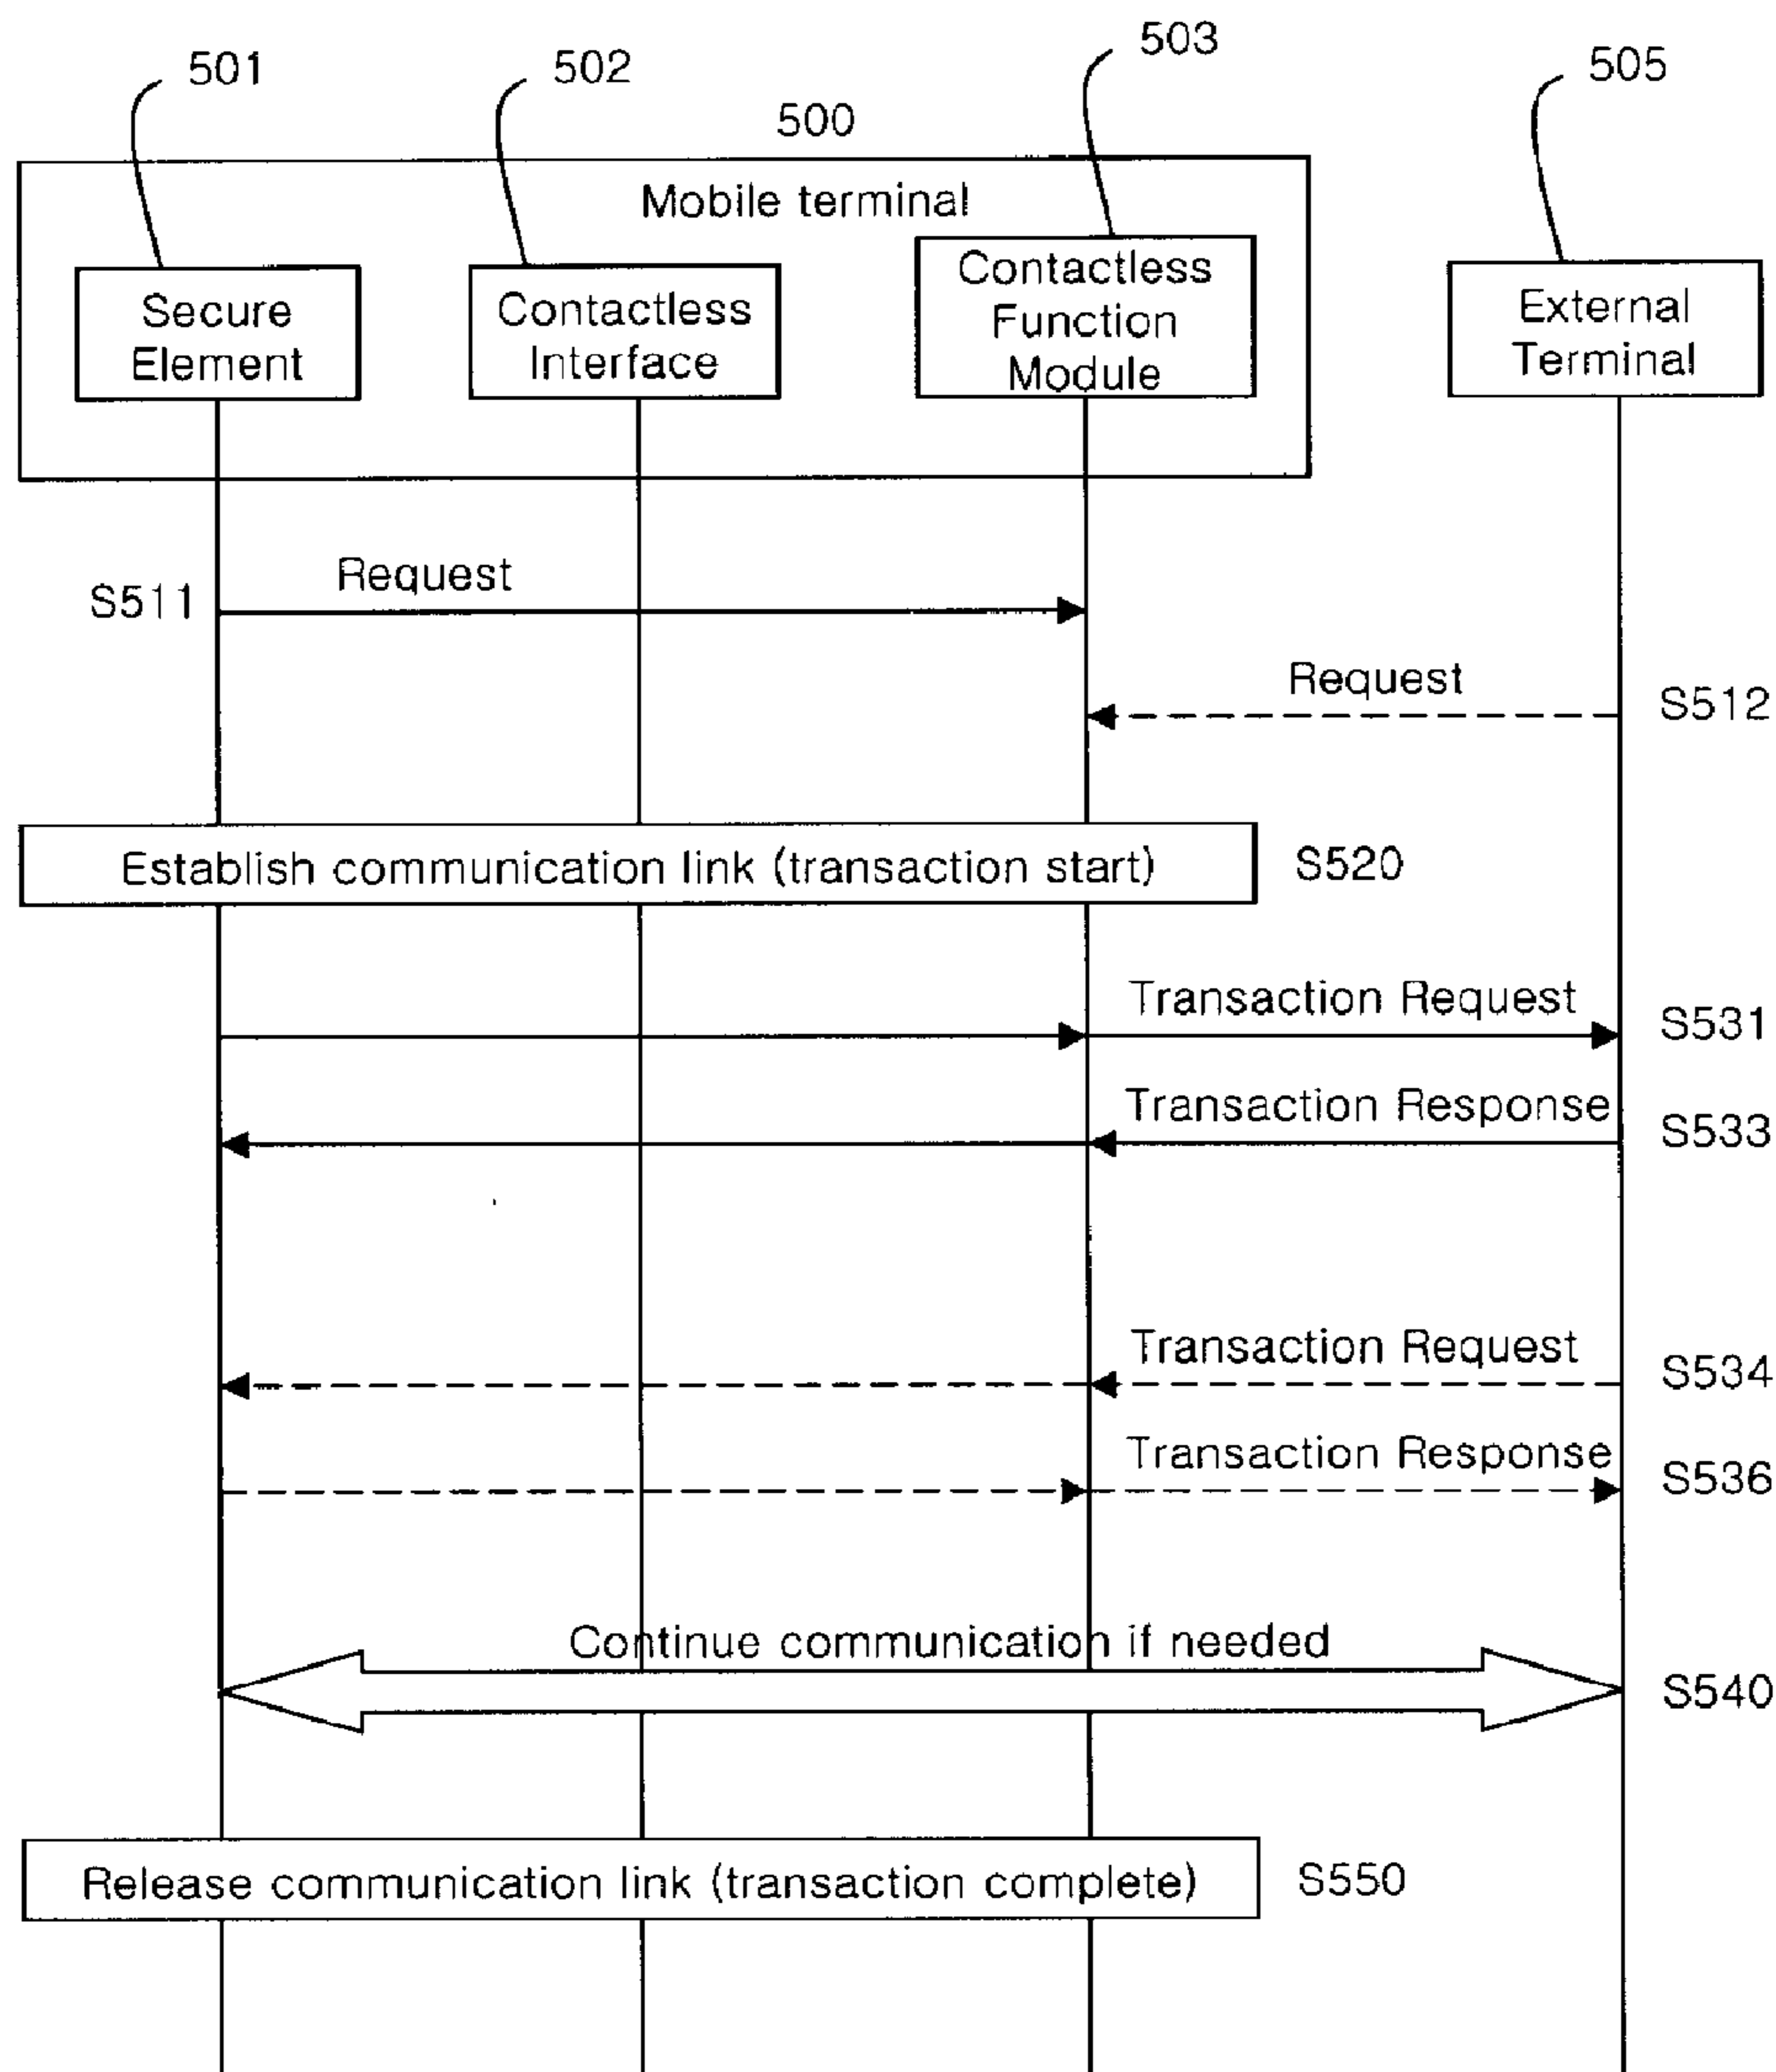 501
502
503
505
500
Mobile terminal
Secure
Element
Contactless
Interface
Contactless
Function
Module
External
Terminal
S511
Request
Request
S512
Establish communication link (transaction start)
S520
Transaction Request
S531
Transaction Response
S533
Transaction Request
S534
Transaction Response
S536
Continue communication if needed
S540
Release communication link (transaction complete)
S550